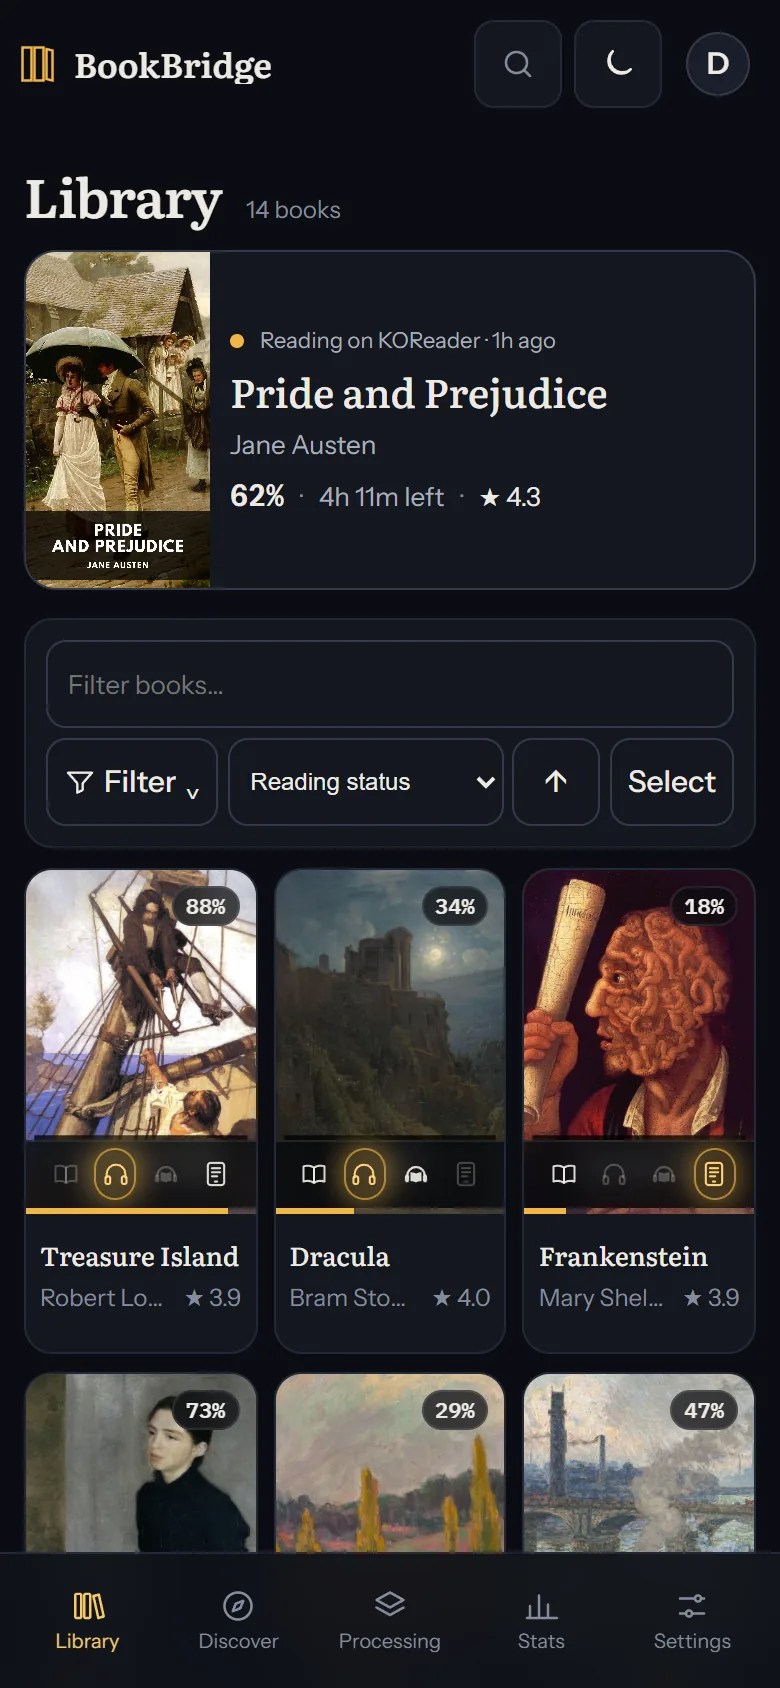 BookBridge
D
Library 14 books
Reading on KOReader · 1h ago
Pride and Prejudice
Jane Austen
62% · 4h 11m left · ★ 4.3
PRIDE
AND PREJUDICE
JANE AUSTEN
Filter books...
Filter Reading status Select
88% 34% 18%
Treasure Island Dracula Frankenstein
Robert Lo... ★ 3.9 Bram Sto... ★ 4.0 Mary Shel... ★ 3.9
73% 29% 47%
Library Discover Processing Stats Settings